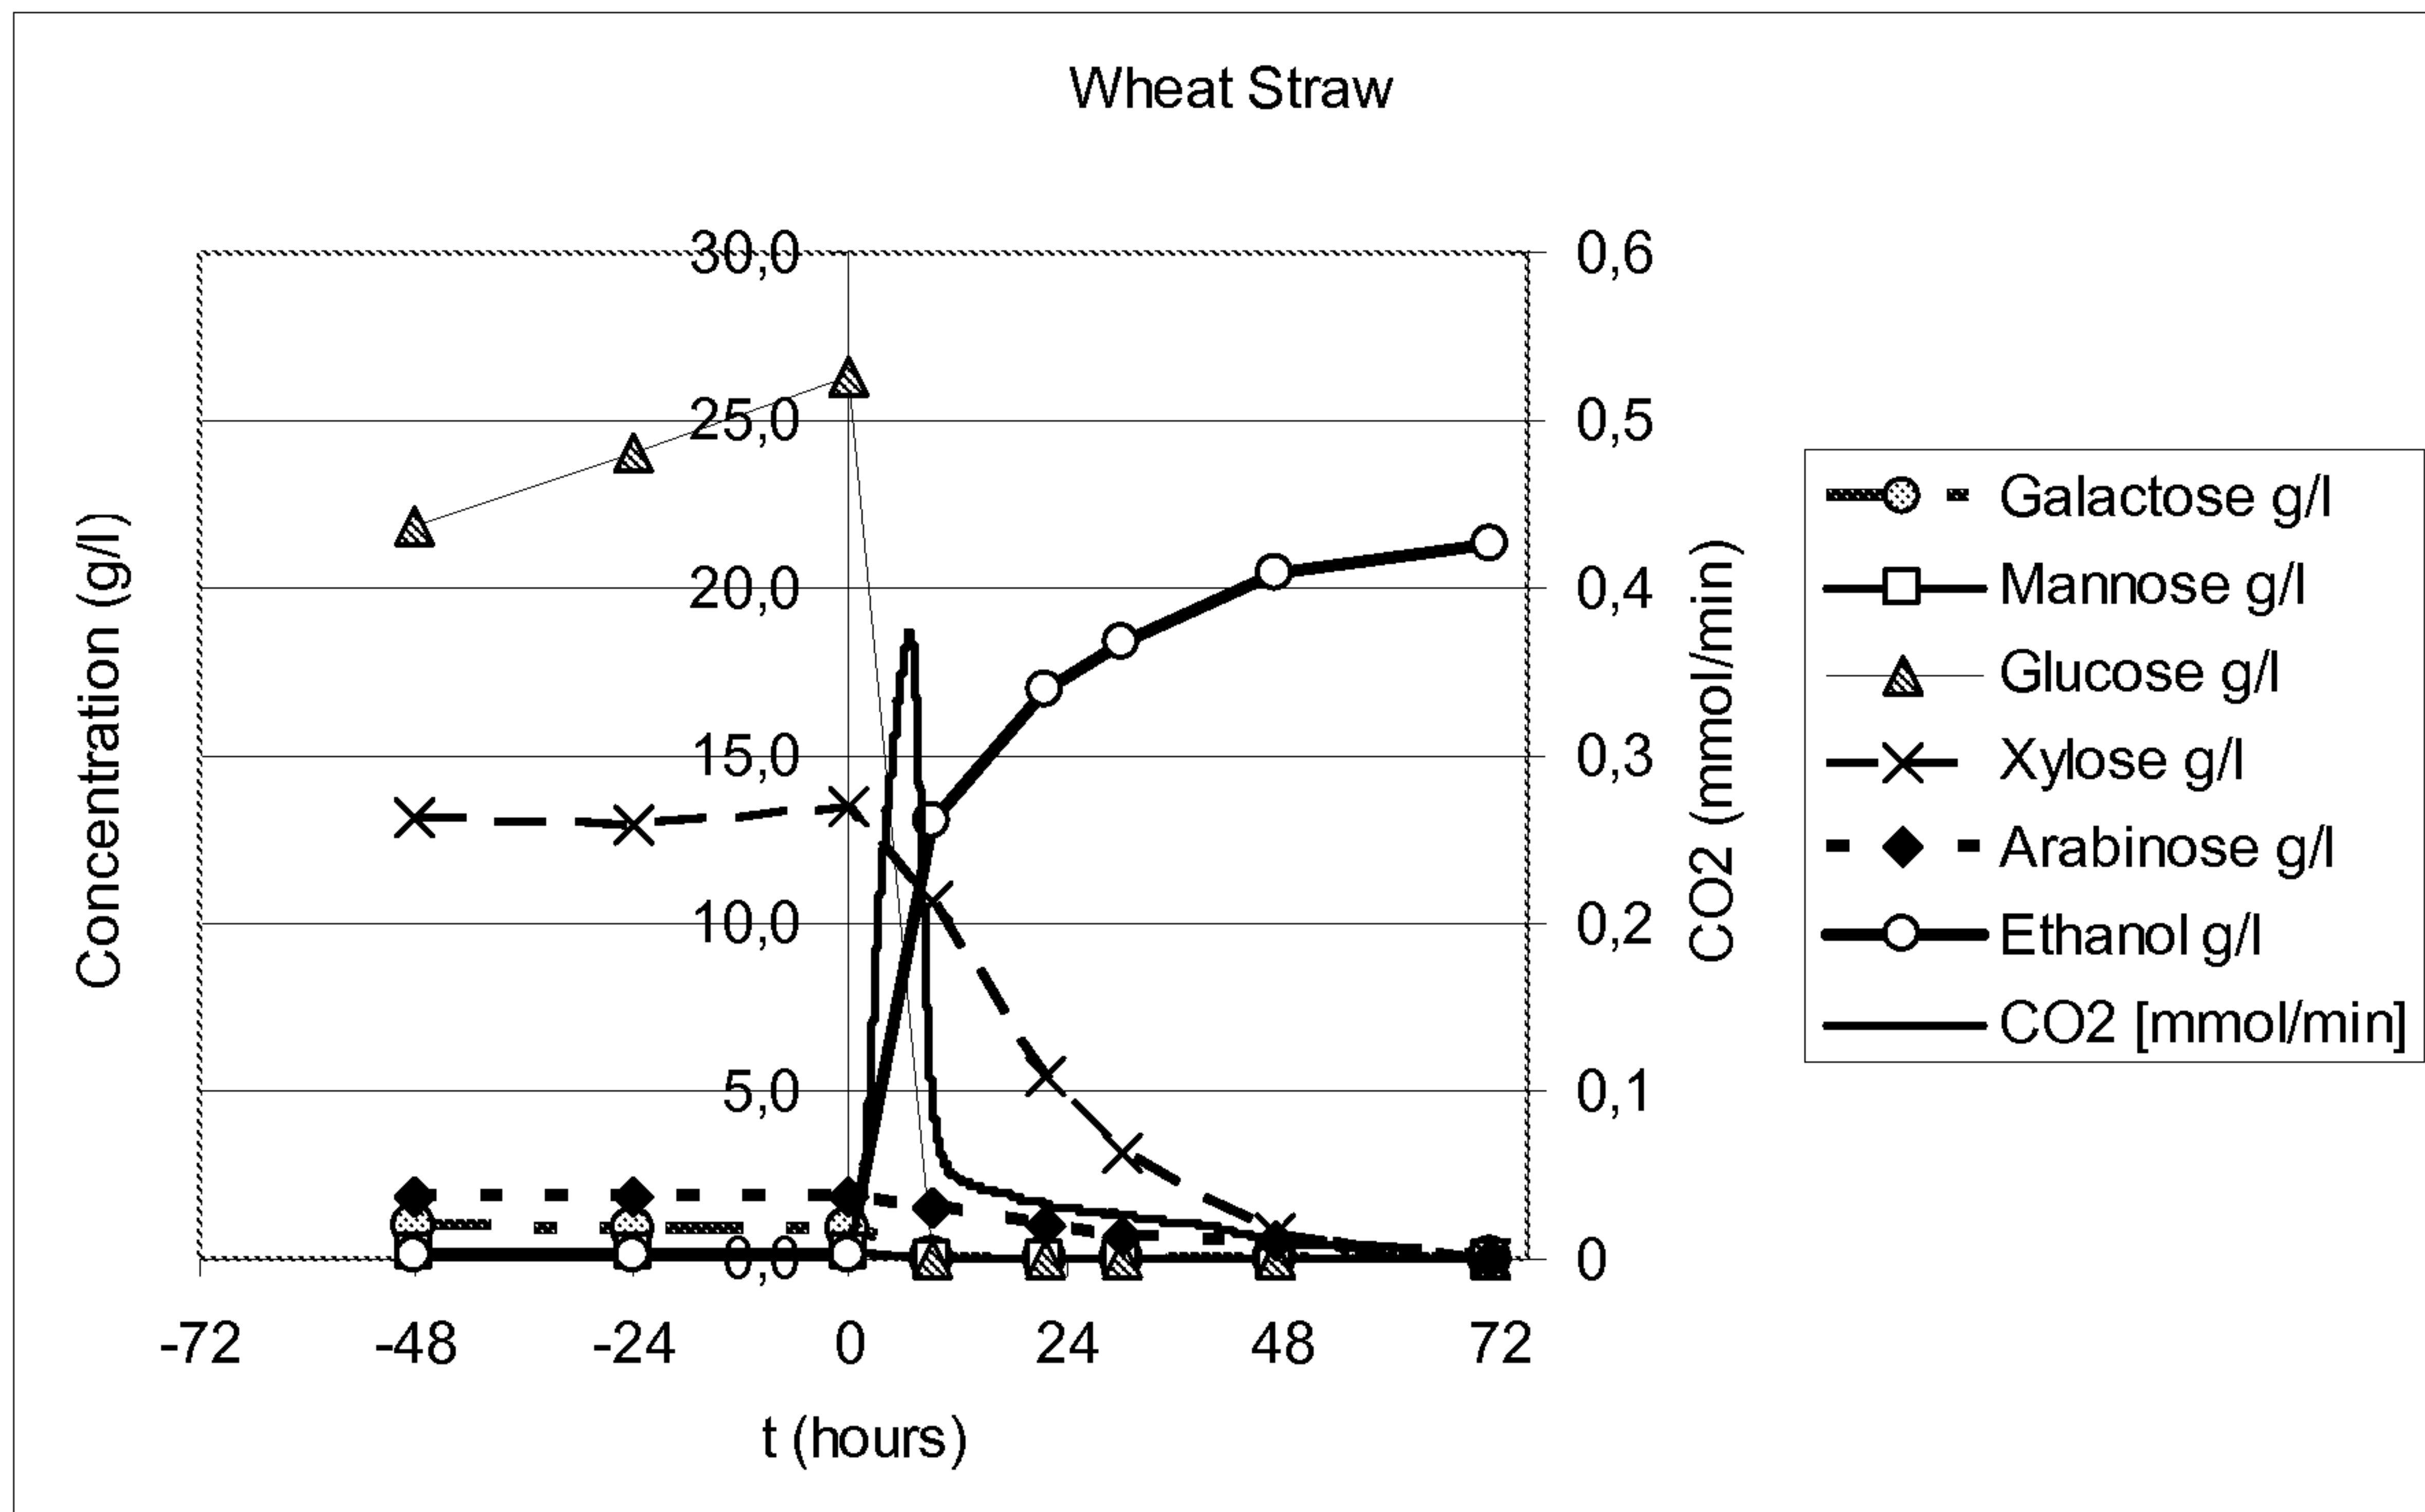 Wheat Straw
Concentration (g/l)
30,0
25,0
20,0
15,0
10,0
5,0
0,0
0,6
0,5
0,4
0,3
0,2
0,1
0
CO2 (mmol/min)
-72 -48 -24 0 24 48 72
t (hours)
Galactose g/l
Mannose g/l
Glucose g/l
Xylose g/l
Arabinose g/l
Ethanol g/l
CO2 [mmol/min]